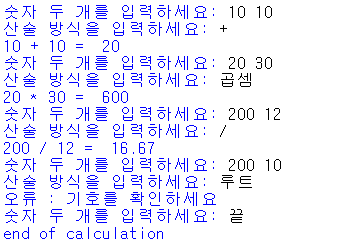 숫자 두 개를 입력하세요: 10 10
산술 방식을 입력하세요: +
10 + 10 =  20
숫자 두 개를 입력하세요: 20 30
산술 방식을 입력하세요: 곱셈
20 * 30 =  600
숫자 두 개를 입력하세요: 200 12
산술 방식을 입력하세요: /
200 / 12 =  16.67
숫자 두 개를 입력하세요: 200 10
산술 방식을 입력하세요: 루트
오류 : 기호를 확인하세요
숫자 두 개를 입력하세요: 끝
end of calculation